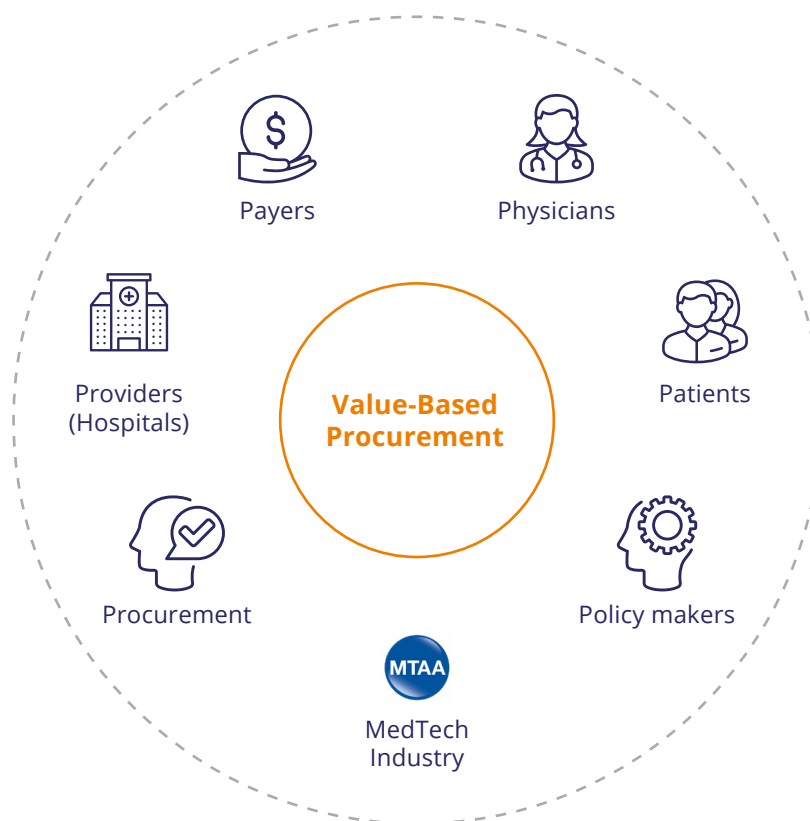 $
Payers
Physicians
Providers
(Hospitals)
Value-Based
Procurement
Patients
Procurement
Policy makers
MTAA
MedTech
Industry